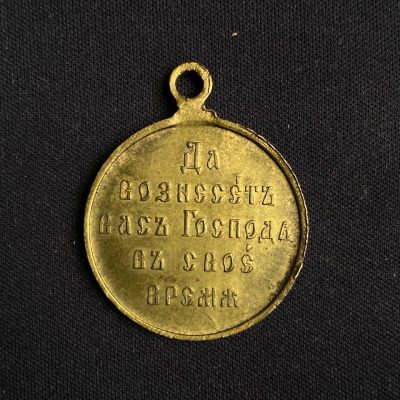 Да
вознесетъ
васъ Господь
въ свое
время